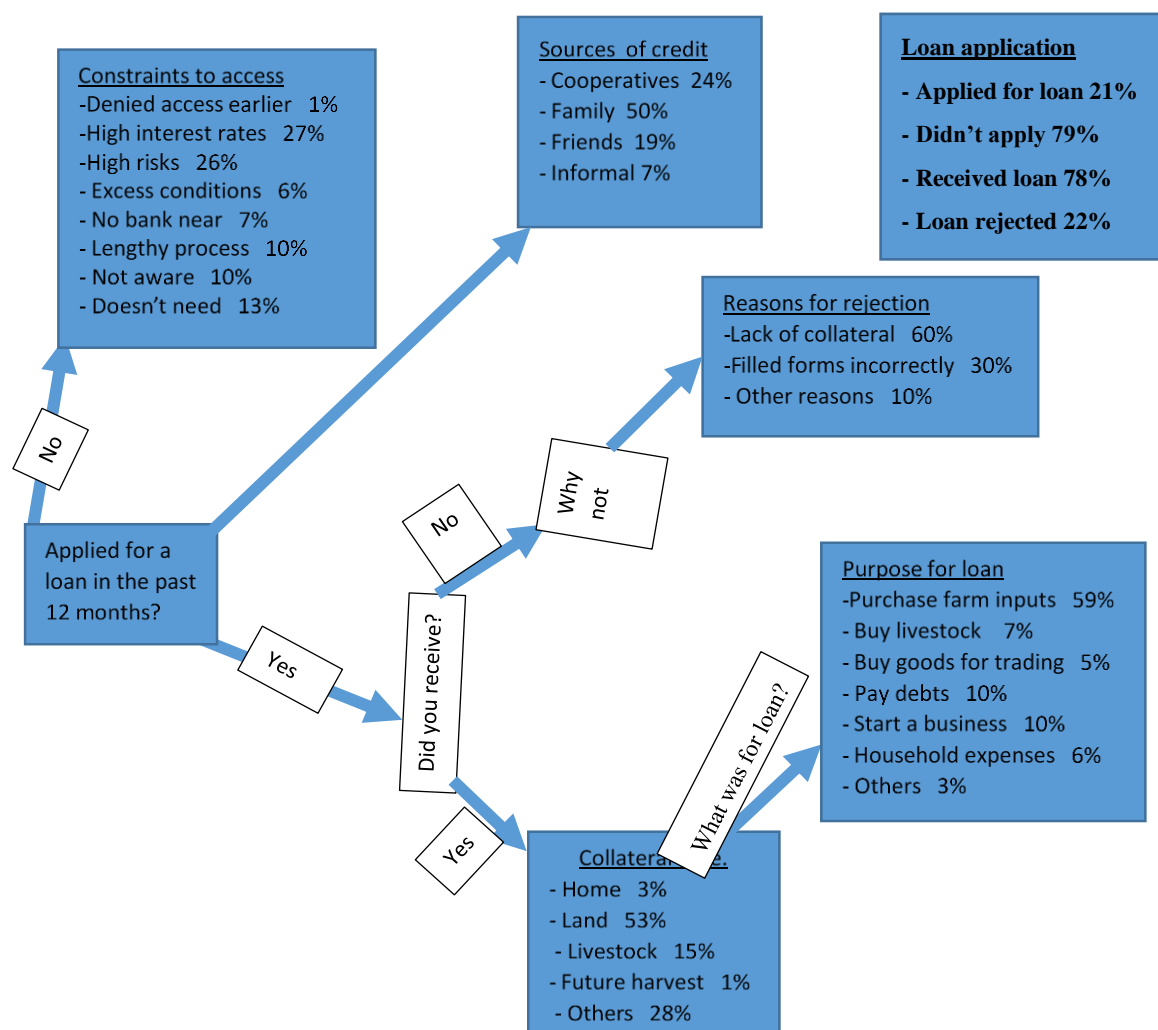 Constraints to access
-Denied access earlier 1%
-High interest rates 27%
-High risks 26%
- Excess conditions 6%
- No bank near 7%
- Lengthy process 10%
- Not aware 10%
- Doesn't need 13%
Sources of credit
- Cooperatives 24%
- Family 50%
- Friends 19%
- Informal 7%
Loan application
- Applied for loan 21%
- Didn't apply 79%
- Received loan 78%
- Loan rejected 22%
Reasons for rejection
-Lack of collateral 60%
-Filled forms incorrectly 30%
- Other reasons 10%
No
Why
not
No
Applied for a
loan in the past
12 months?
Yes
Did you receive?
Yes
What was for loan?
Purpose for loan
-Purchase farm inputs 59%
- Buy livestock 7%
- Buy goods for trading 5%
- Pay debts 10%
- Start a business 10%
- Household expenses 6%
- Others 3%
Collateral
- Home 3%
- Land 53%
- Livestock 15%
- Future harvest 1%
- Others 28%